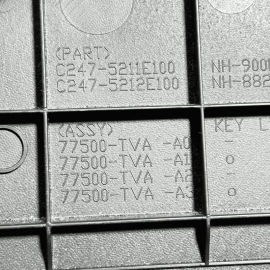 (PART)
C247-5211E100 NH-900
C247-5212E100 NH-882
(ASSY) KEY L
77500-TVA -A0 -
77500-TVA -A1 o
77500-TVA -A2 -
77500-TVA -A3 o